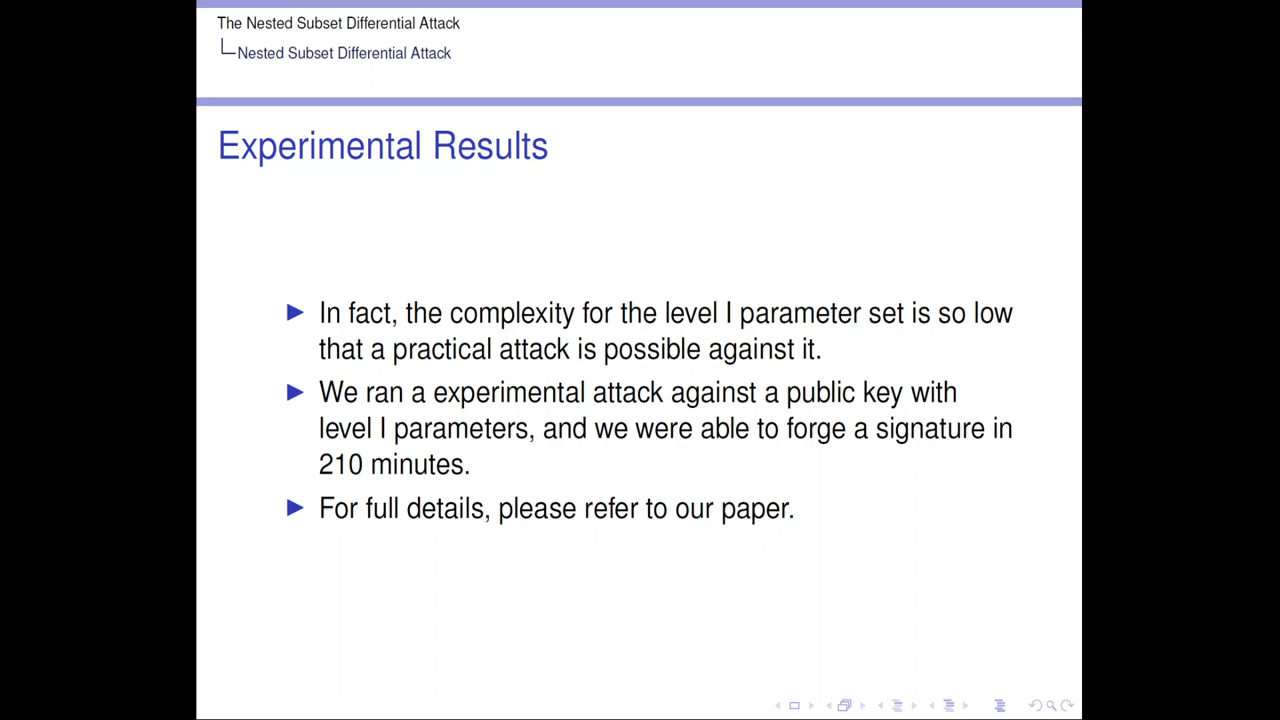 The Nested Subset Differential Attack
Nested Subset Differential Attack
Experimental Results
In fact, the complexity for the level I parameter set is so low
that a practical attack is possible against it.
We ran a experimental attack against a public key with
level I parameters, and we were able to forge a signature in
210 minutes.
For full details, please refer to our paper.